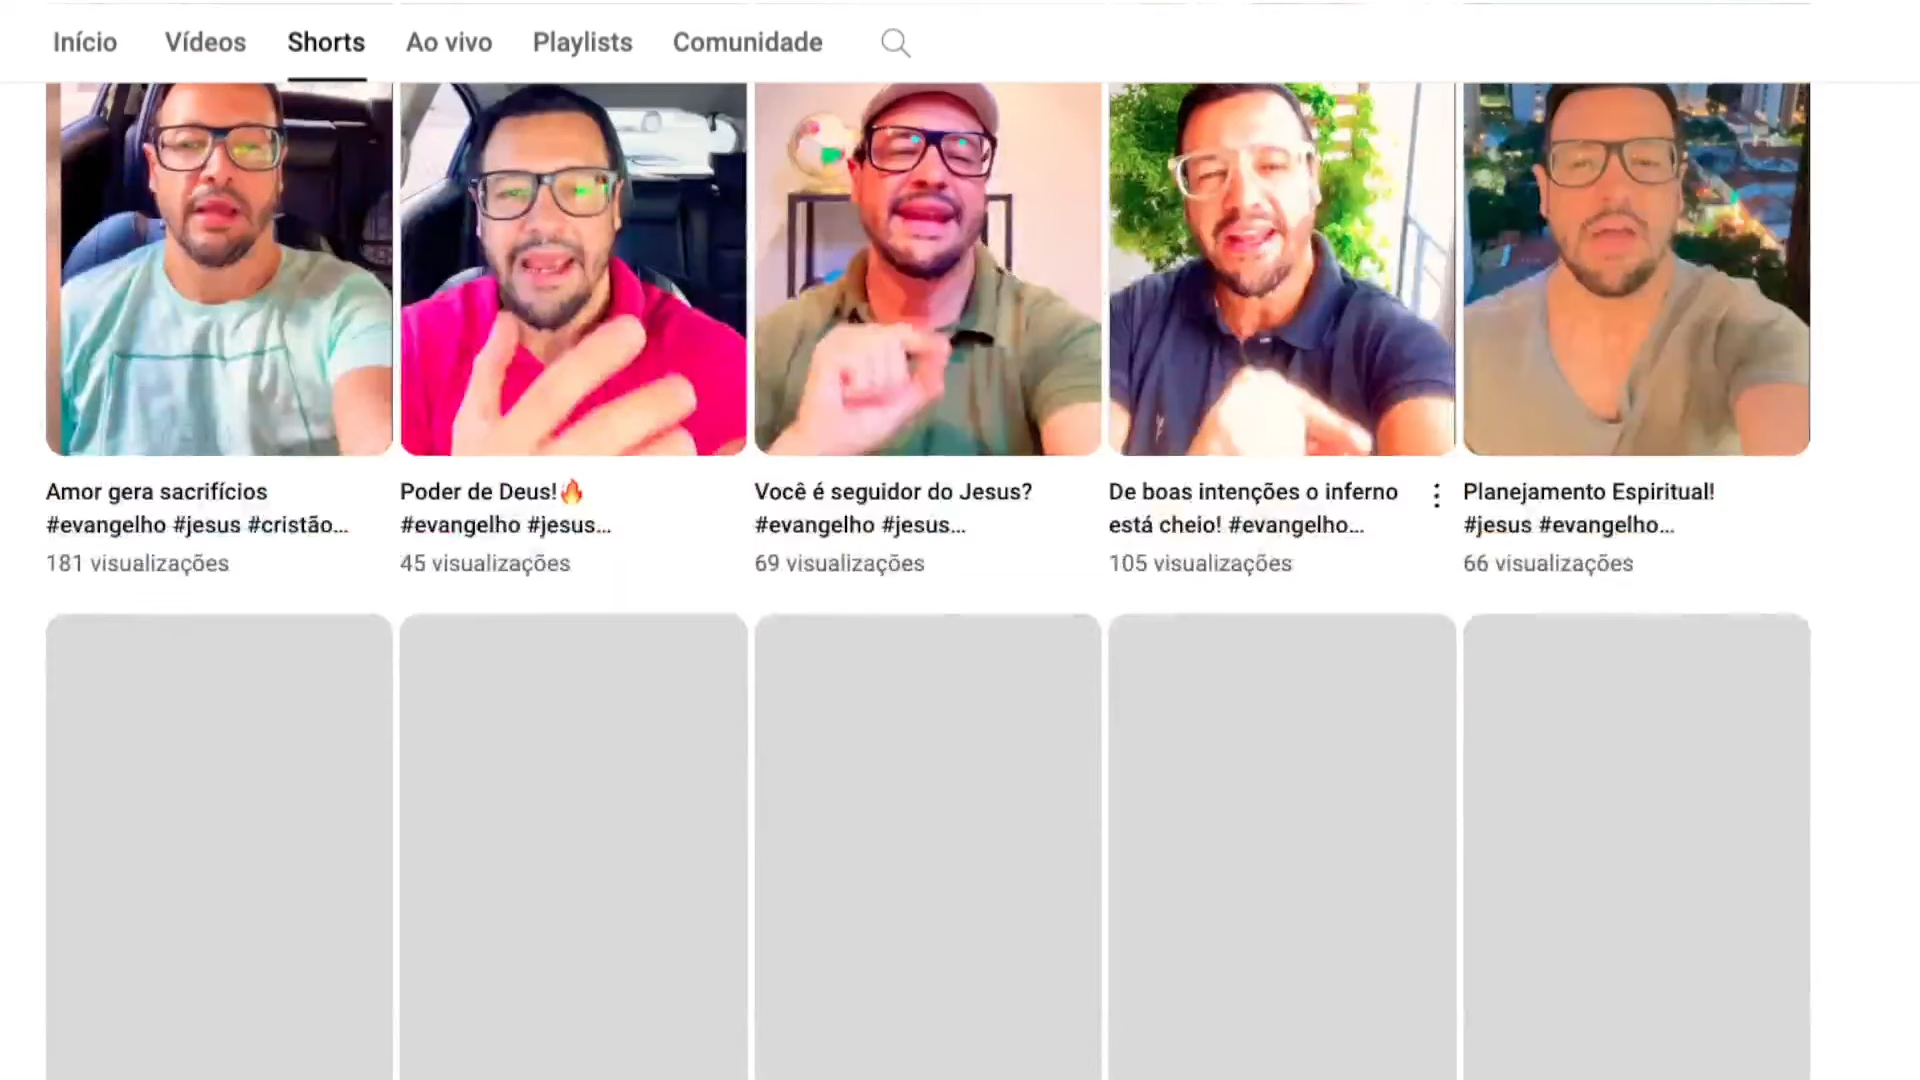 Início Vídeos Shorts Ao vivo Playlists Comunidade
Amor gera sacrifícios
#evangelho #jesus #cristão...
181 visualizações
Poder de Deus!🔥
#evangelho #jesus...
45 visualizações
Você é seguidor do Jesus?
#evangelho #jesus...
69 visualizações
De boas intenções o inferno
está cheio! #evangelho...
105 visualizações
Planejamento Espiritual!
#jesus #evangelho...
66 visualizações